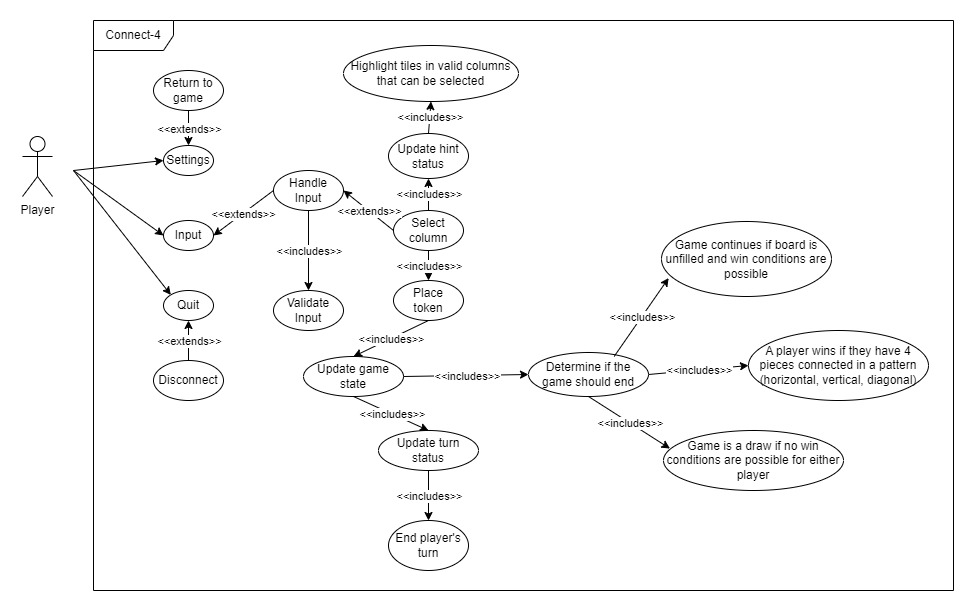 Connect-4
Highlight tiles in valid columns
that can be selected
Return to
game
<<includes>>
<<extends>>
Update hint
status
Settings
Player
Handle
Input
<<includes>>
<<extends>>
<<extends>>
Select
column
Input
<<includes>>
<<includes>>
Game continues if board is
unfilled and win conditions are
possible
Place
token
Quit
Validate
Input
<<includes>>
<<extends>>
<<includes>>
Update game
state
<<includes>>
Determine if the
game should end
<<includes>>
A player wins if they have 4
pieces connected in a pattern
(horizontal, vertical, diagonal)
Disconnect
<<includes>>
<<includes>>
Update turn
status
Game is a draw if no win
conditions are possible for either
player
<<includes>>
End player's
turn